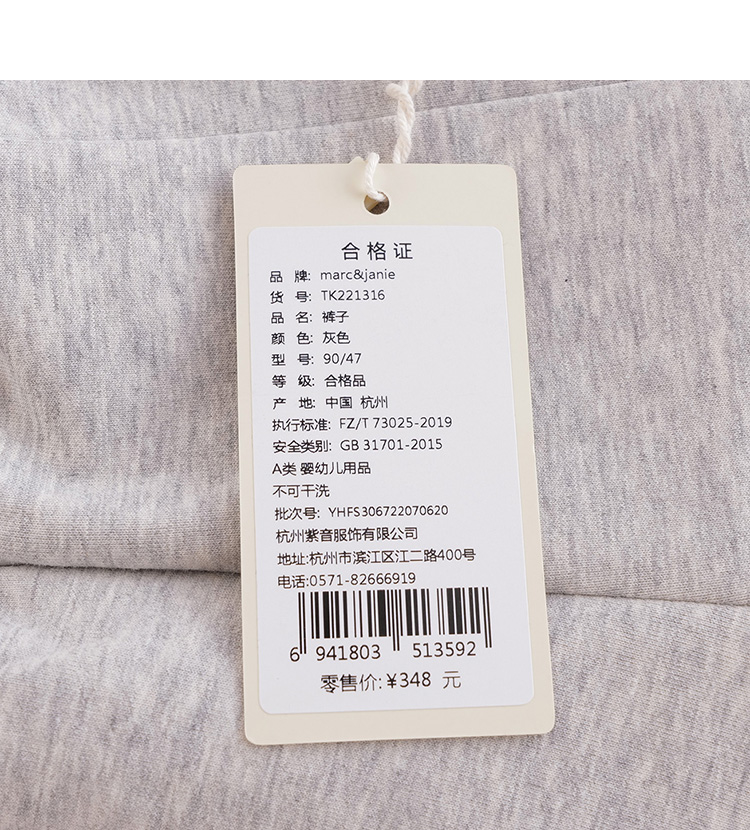 合格证
品 牌: marc&janie
货 号: TK221316
品 名: 裤子
颜 色: 灰色
型 号: 90/47
等 级: 合格品
产 地: 中国 杭州
执行标准: FZ/T 73025-2019
安全类别: GB 31701-2015
A类 婴幼儿用品
不可干洗
批次号: YHFS306722070620
杭州紫音服饰有限公司
地址:杭州市滨江区江二路400号
电话:0571-82666919
6 941803 513592
零售价:¥348 元